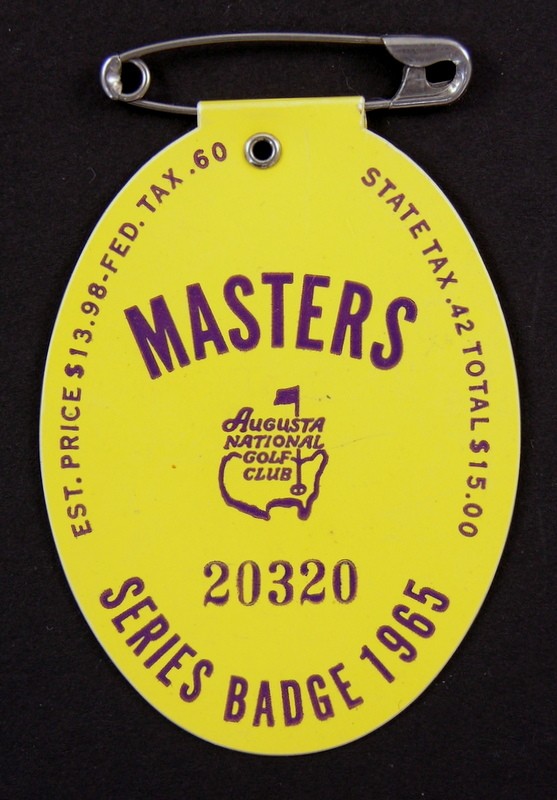 EST. PRICE $13.98-FED. TAX .60
STATE TAX .42 TOTAL $15.00
MASTERS
AUGUSTA
NATIONAL
GOLF
CLUB
20320
SERIES BADGE 1965